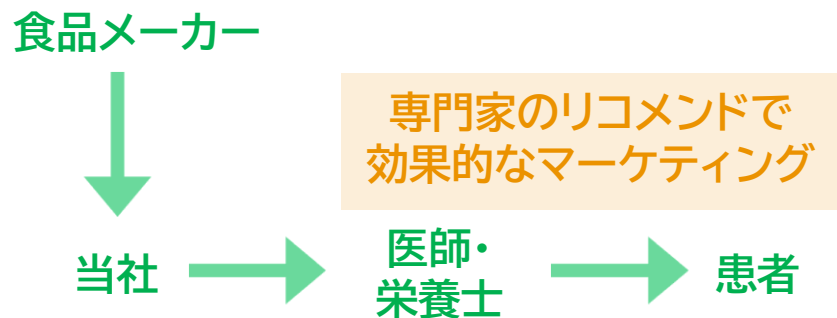 食品メーカー
専門家のリコメンドで
効果的なマーケティング
当社
医師・
栄養士
患者